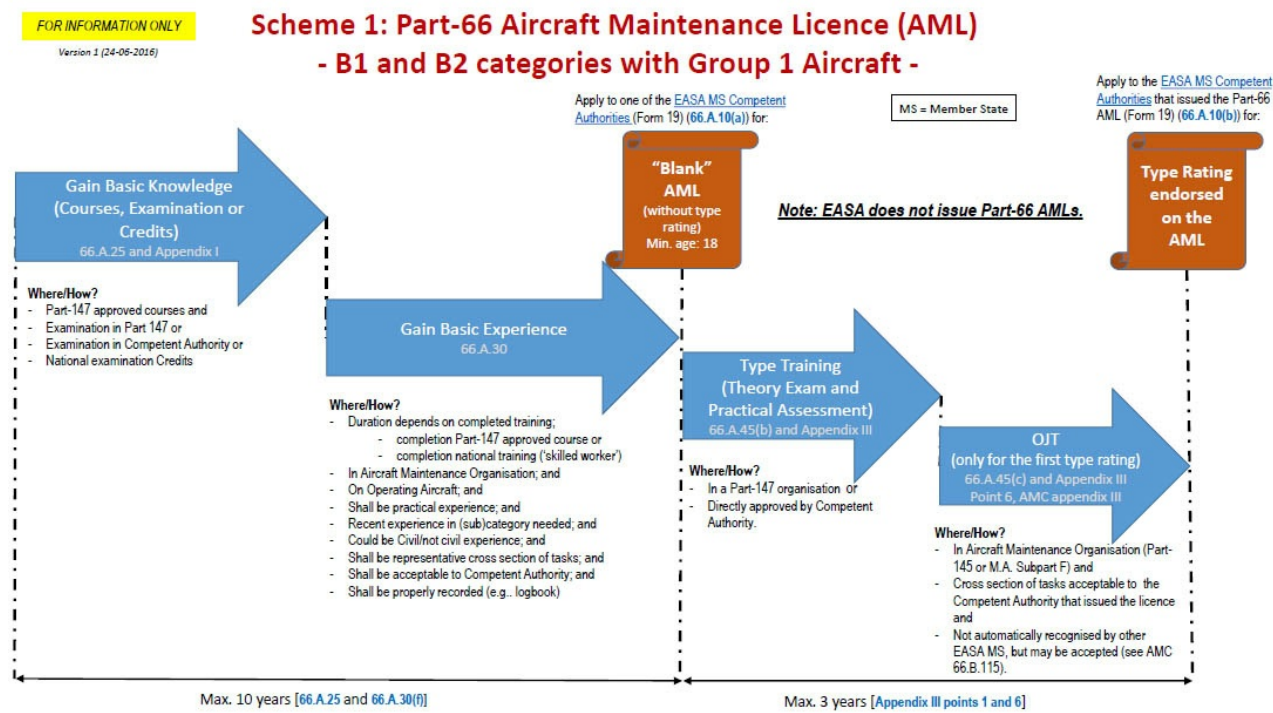 FOR INFORMATION ONLY
Version 1 (24-06-2016)
Scheme 1: Part-66 Aircraft Maintenance Licence (AML)
- B1 and B2 categories with Group 1 Aircraft -
Apply to one of the EASA MS Competent
Authorities (Form 19) (66.A.10(a)) for:
MS = Member State
Apply to the EASA MS Competent
Authorities that issued the Part-66
AML (Form 19) (66.A.10(b)) for:
"Blank"
AML
(without type
rating)
Min. age: 18
Note: EASA does not issue Part-66 AMLs.
Type Rating
endorsed
on the
AML
Gain Basic Knowledge
(Courses, Examination or
Credits)
66.A.25 and Appendix I
Where/How?
- Part-147 approved courses and
- Examination in Part 147 or
- Examination in Competent Authority or
- National examination Credits
Gain Basic Experience
66.A.30
Where/How?
- Duration depends on completed training;
- completion Part-147 approved course or
- completion national training ('skilled worker')
- In Aircraft Maintenance Organisation; and
- On Operating Aircraft; and
- Shall be practical experience; and
- Recent experience in (sub)category needed; and
- Could be Civil/not civil experience; and
- Shall be representative cross section of tasks; and
- Shall be acceptable to Competent Authority; and
- Shall be properly recorded (e.g.. logbook)
Type Training
(Theory Exam and
Practical Assessment)
66.A.45(b) and Appendix III
Where/How?
- In a Part-147 organisation or
- Directly approved by Competent
Authority.
OJT
(only for the first type rating)
66.A.45(c) and Appendix III
Point 6, AMC appendix III
Where/How?
- In Aircraft Maintenance Organisation (Part-
145 or M.A. Subpart F) and
- Cross section of tasks acceptable to the
Competent Authority that issued the licence
and
- Not automatically recognised by other
EASA MS, but may be accepted (see AMC
66.B.115).
Max. 10 years [66.A.25 and 66.A.30(f)]
Max. 3 years [Appendix III points 1 and 6]